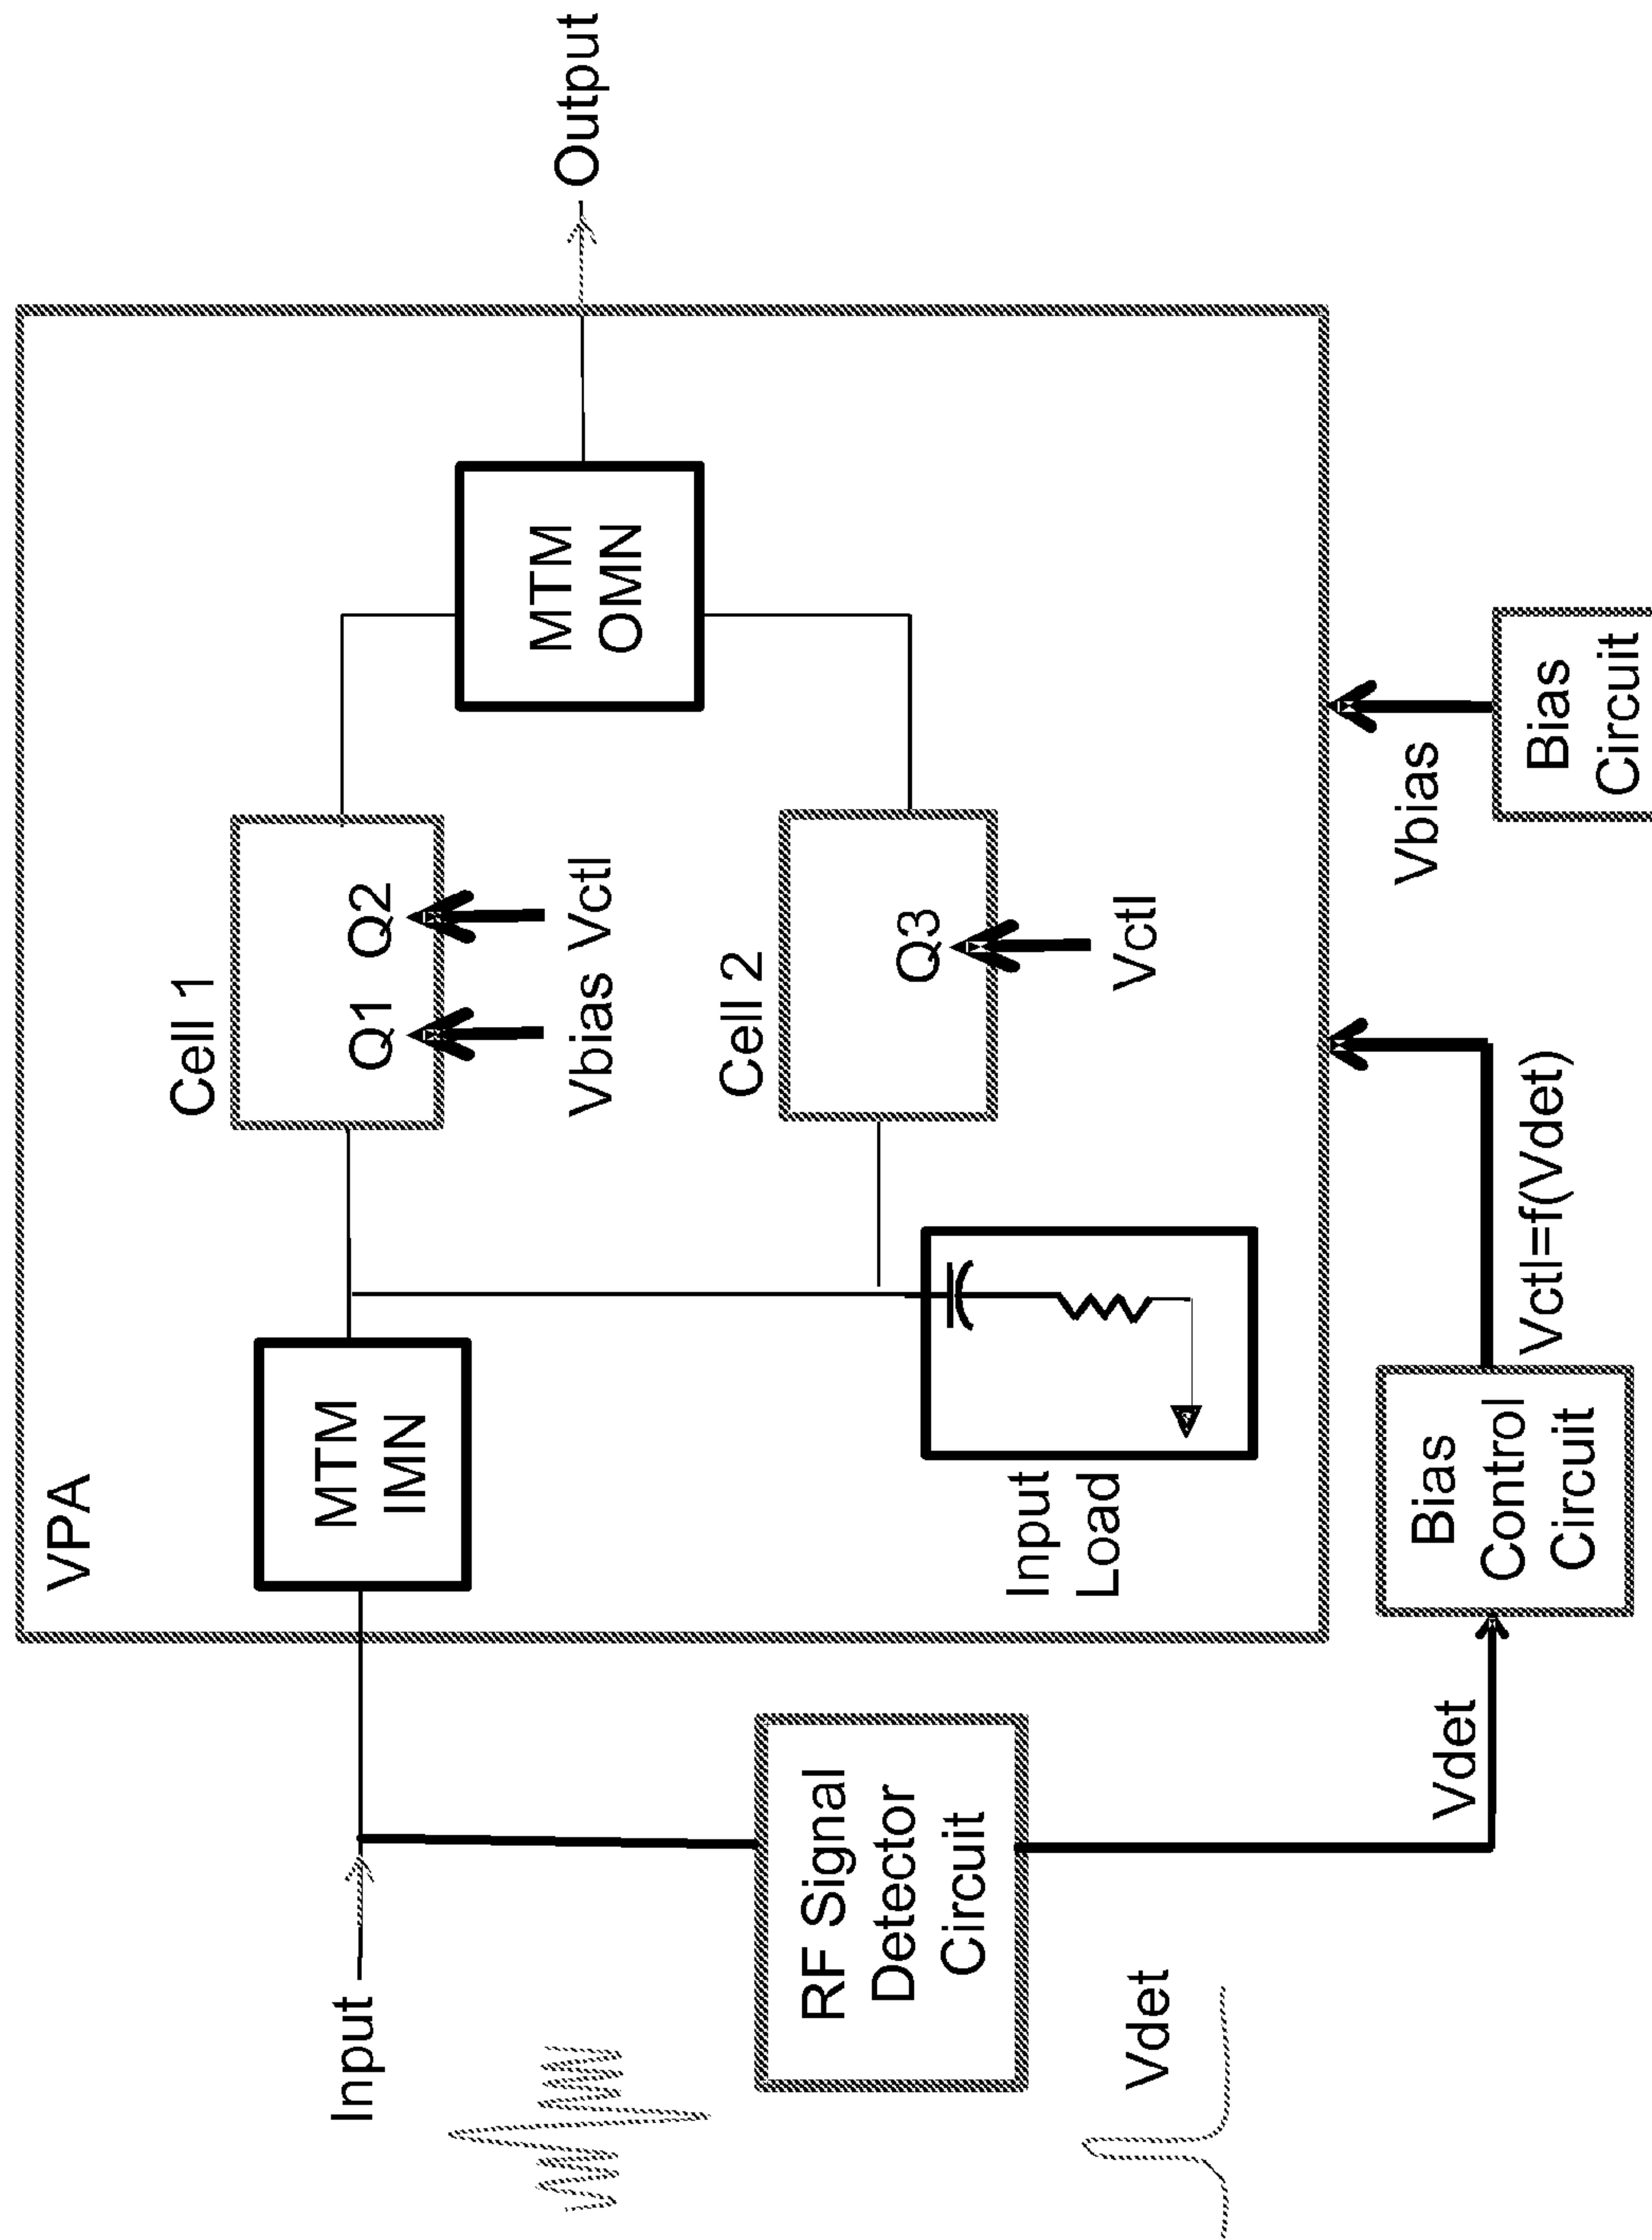 VPA
Input
MTM
IMN
Cell 1
Q1 Q2
Vbias Vctl
MTM
OMN
Output
Cell 2
Q3
Vctl
Input
Load
RF Signal
Detector
Circuit
Vdet
Vdet
Bias
Control
Circuit
Vctl=f(Vdet)
Vbias
Bias
Circuit